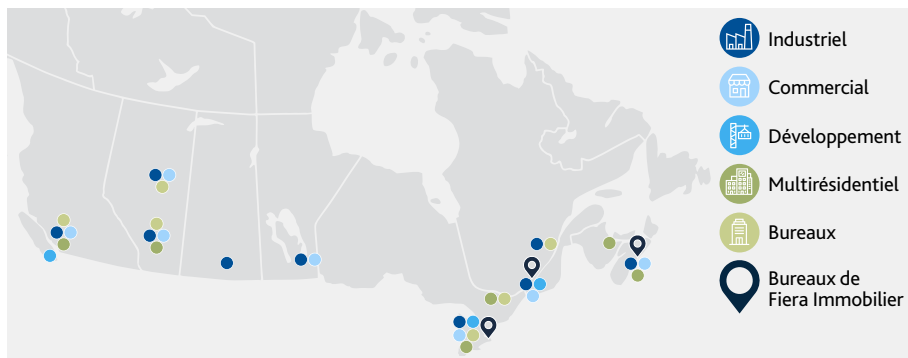 Industriel
Commercial
Développement
Multirésidentiel
Bureaux
Bureaux de
Fiera Immobilier